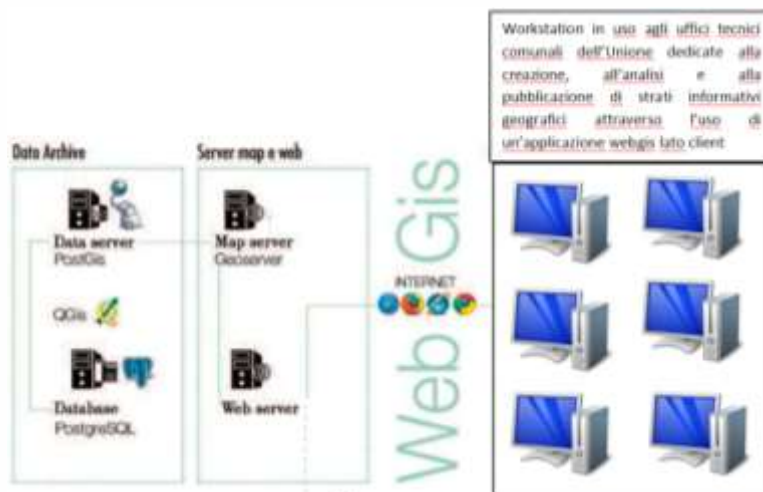 Workstation in uso agli uffici tecnici
comunali dell'Unione dedicate alla
creazione, all'analisi e alla
pubblicazione di strati informativi
geografici attraverso l'uso di
un'applicazione webgis lato client
Data Archive
Server map e web
Data server
PostGis
Map server
Geoserver
QGis
Database
PostgreSQL
Web server
Web Gis
INTERNET